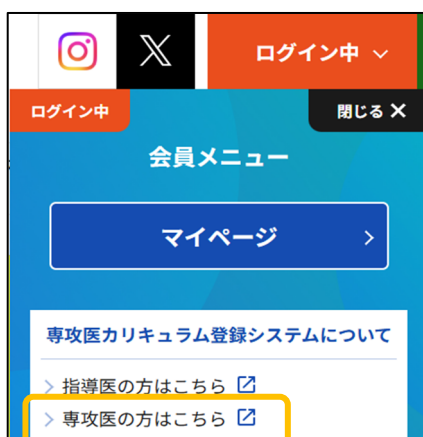 ログイン中
ログイン中
閉じる
会員メニュー
マイページ
専攻医カリキュラム登録システムについて
指導医の方はこちら
専攻医の方はこちら